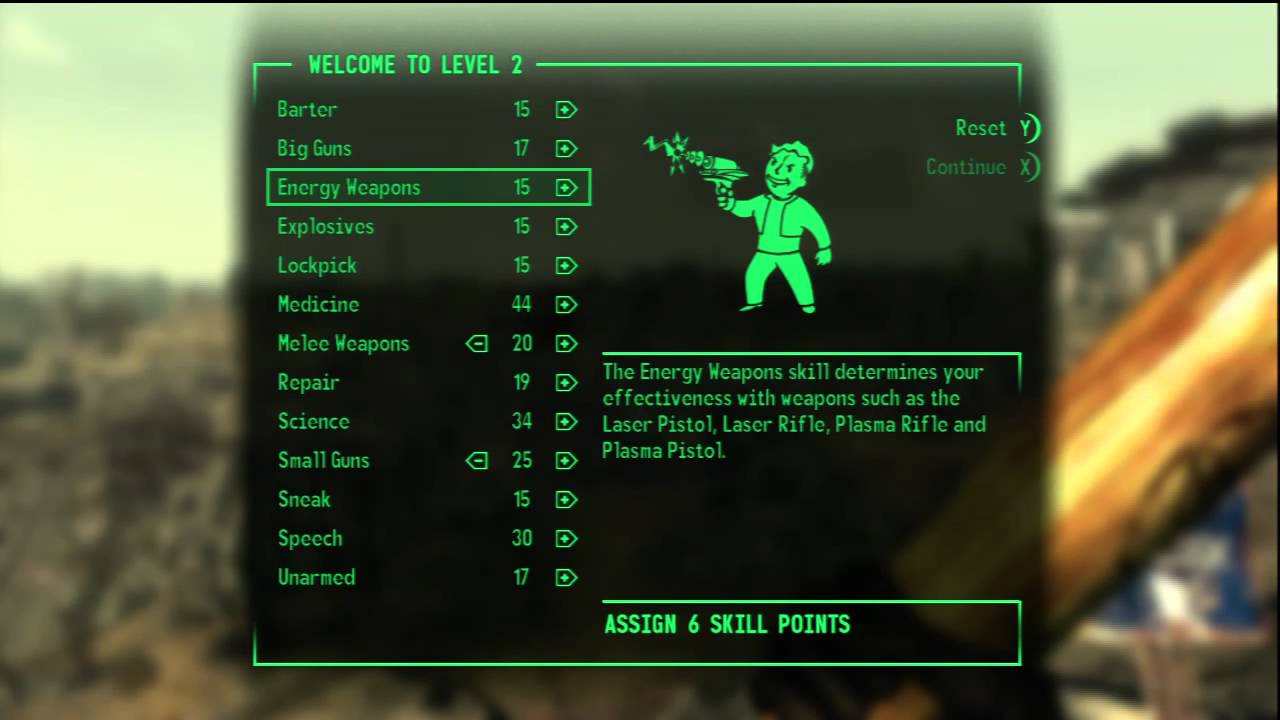 WELCOME TO LEVEL 2
Barter 15
Reset Y)
Big Guns 17
Continue X)
Energy Weapons 15
Explosives 15
Lockpick 15
Medicine 44
Melee Weapons 20
Repair 19
Science 34
Small Guns 25
Sneak 15
Speech 30
Unarmed 17
The Energy Weapons skill determines your
effectiveness with weapons such as the
Laser Pistol, Laser Rifle, Plasma Rifle and
Plasma Pistol.
ASSIGN 6 SKILL POINTS